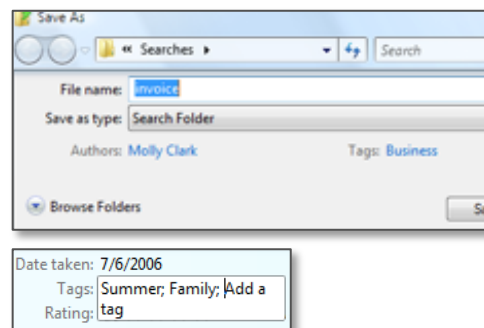 Save As
« Searches
Search
File name: invoice
Save as type: Search Folder
Authors: Molly Clark Tags: Business
Browse Folders
Date taken: 7/6/2006
Tags: Summer; Family; Add a
tag
Rating: